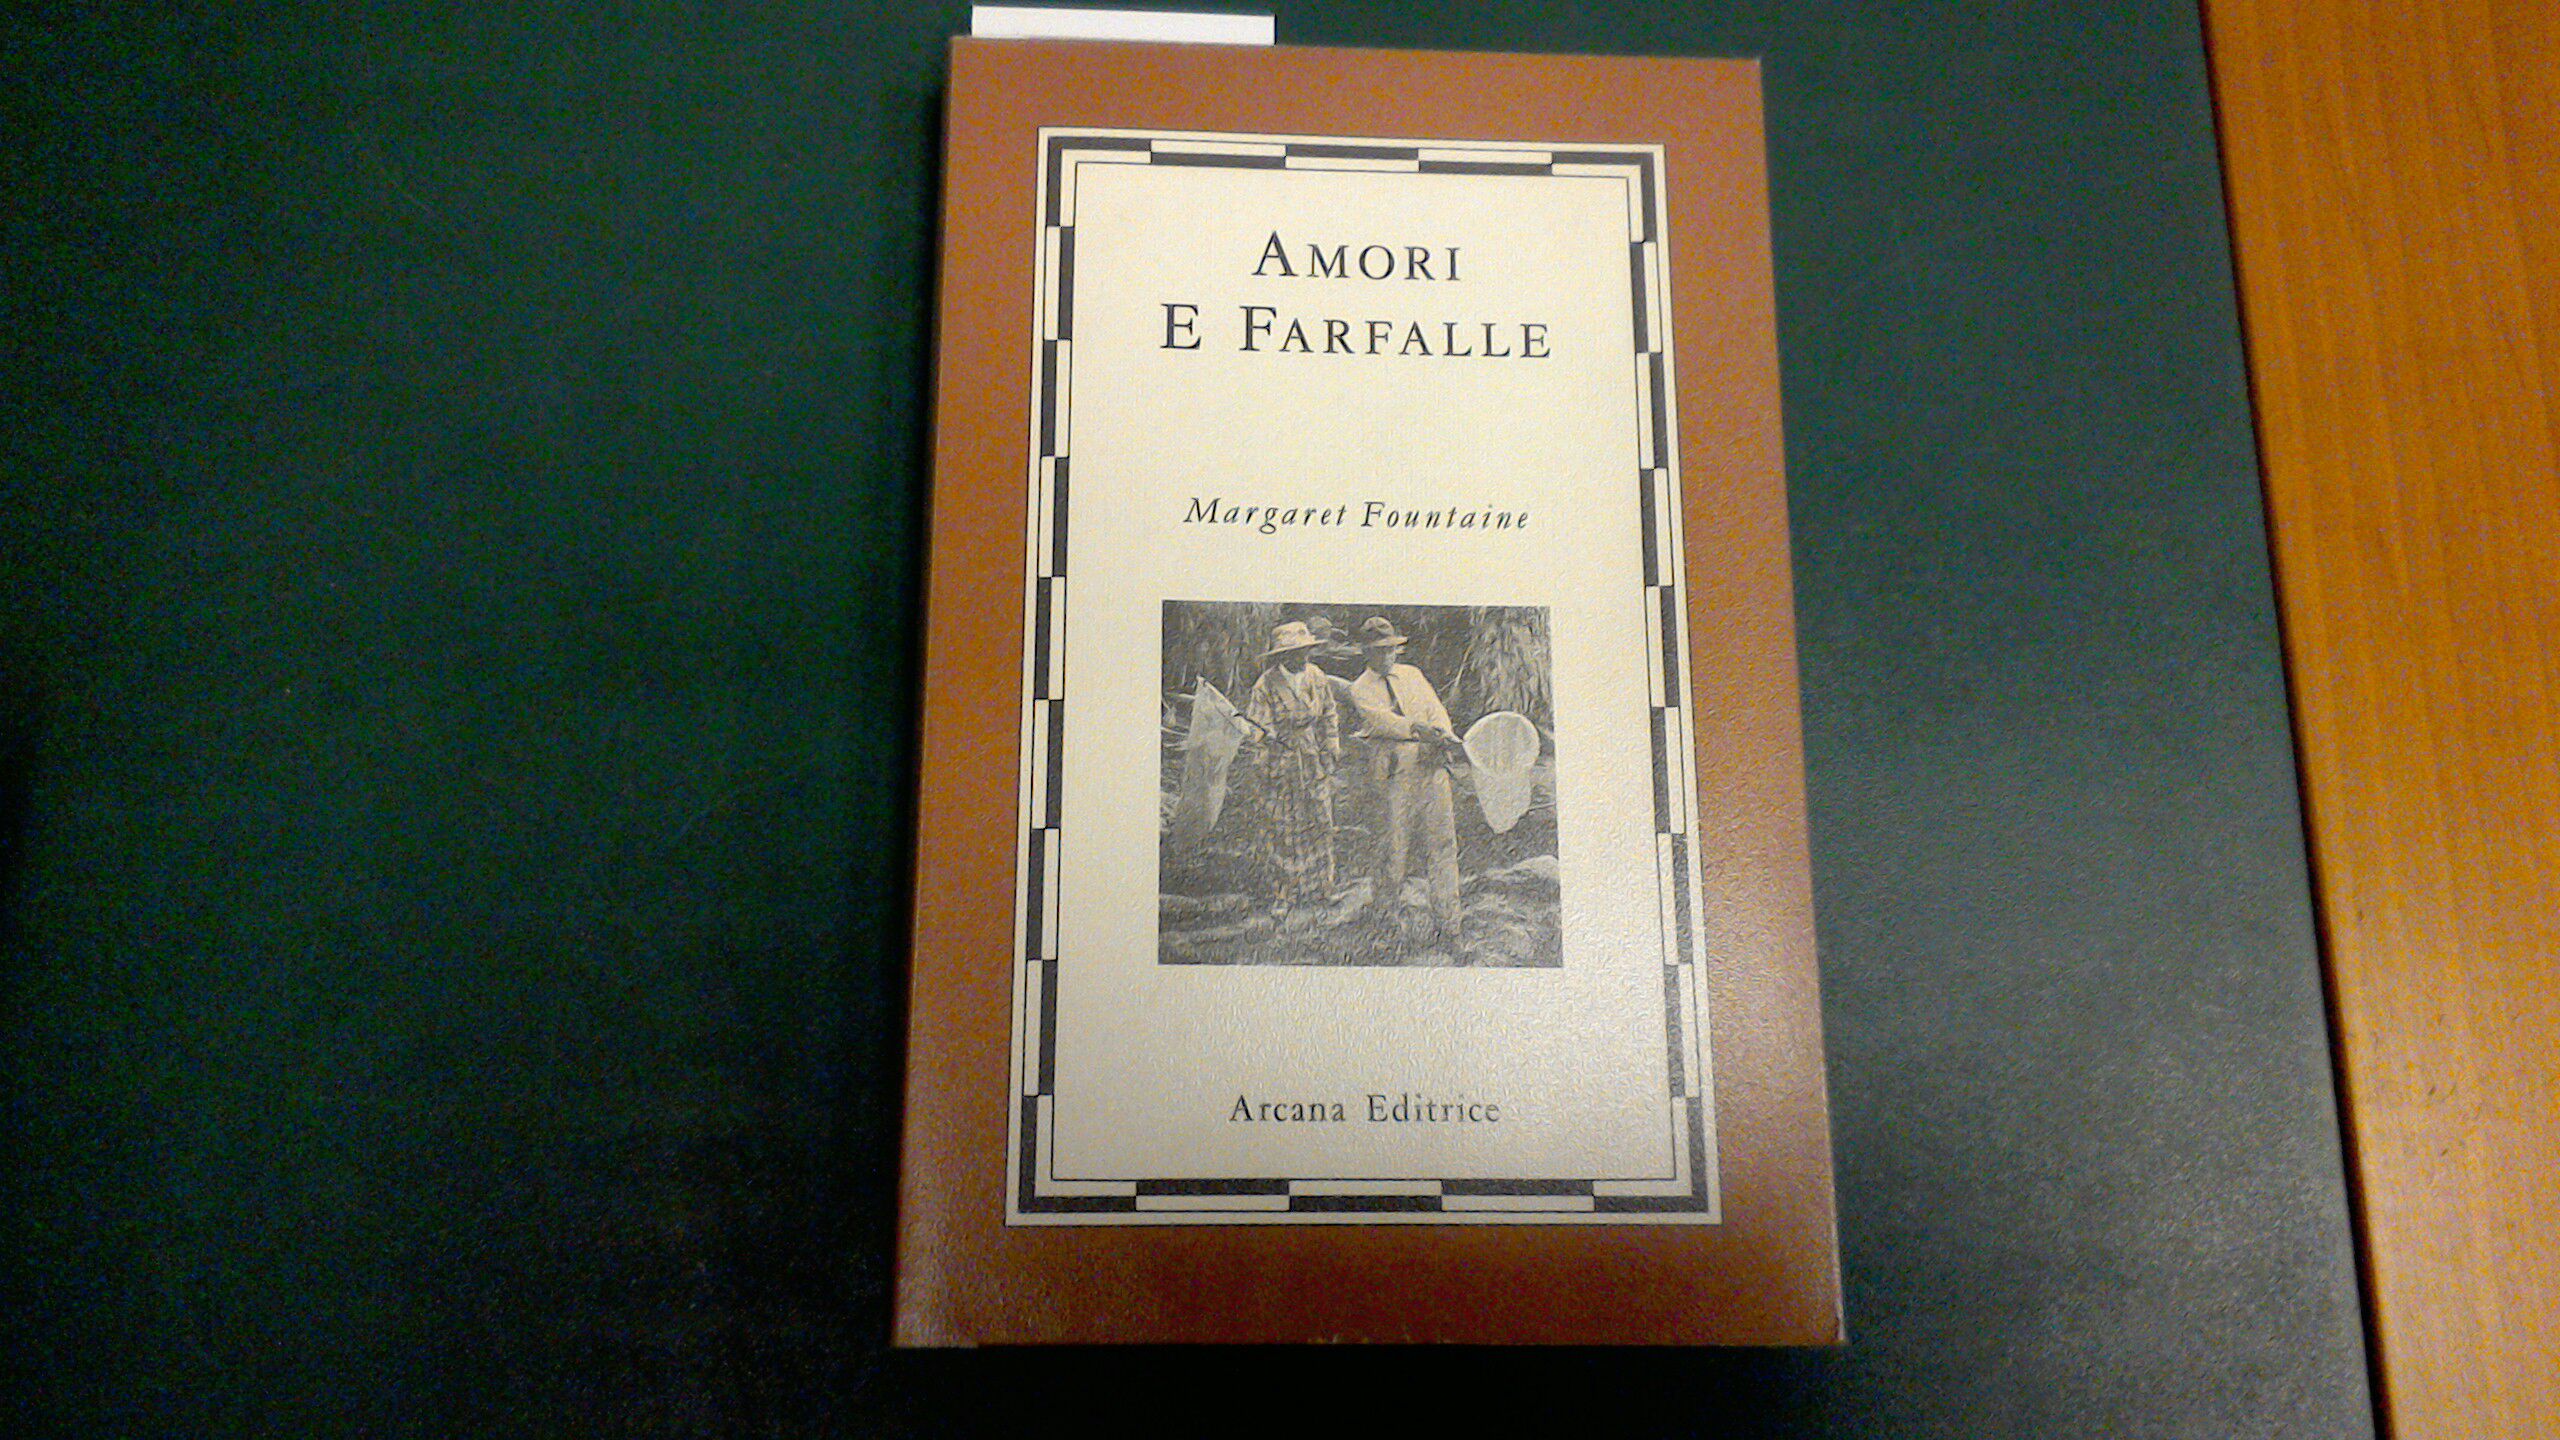 AMORI
E FARFALLE
Margaret Fountaine
Arcana Editrice